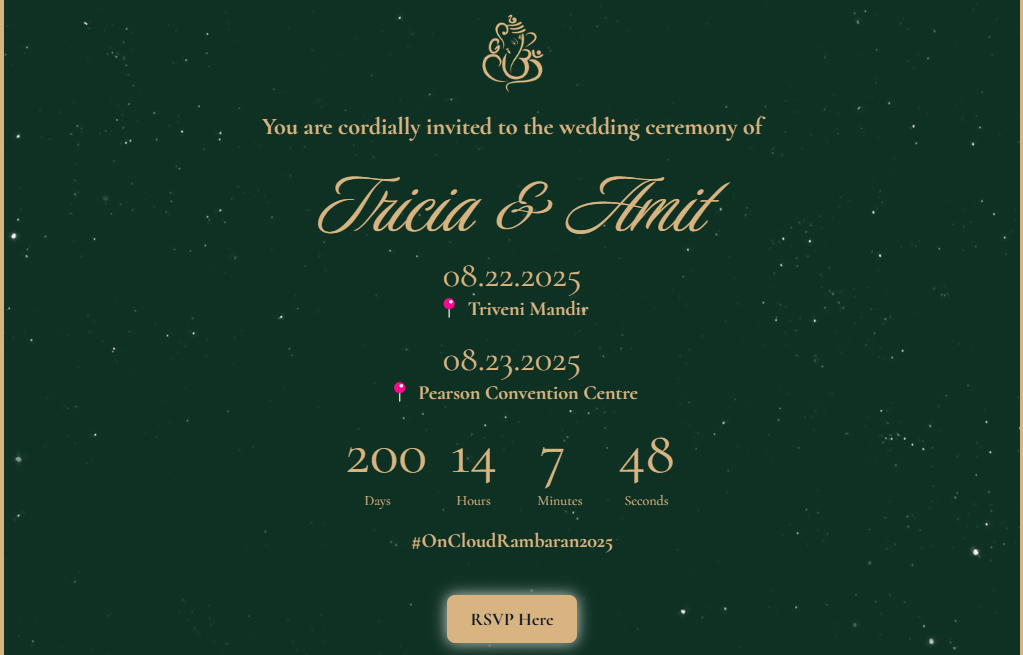 You are cordially invited to the wedding ceremony of
Tricia & Amit
08.22.2025
Triveni Mandir
08.23.2025
Pearson Convention Centre
200 14 7 48
Days Hours Minutes Seconds
#OnCloudRambaran2025
RSVP Here